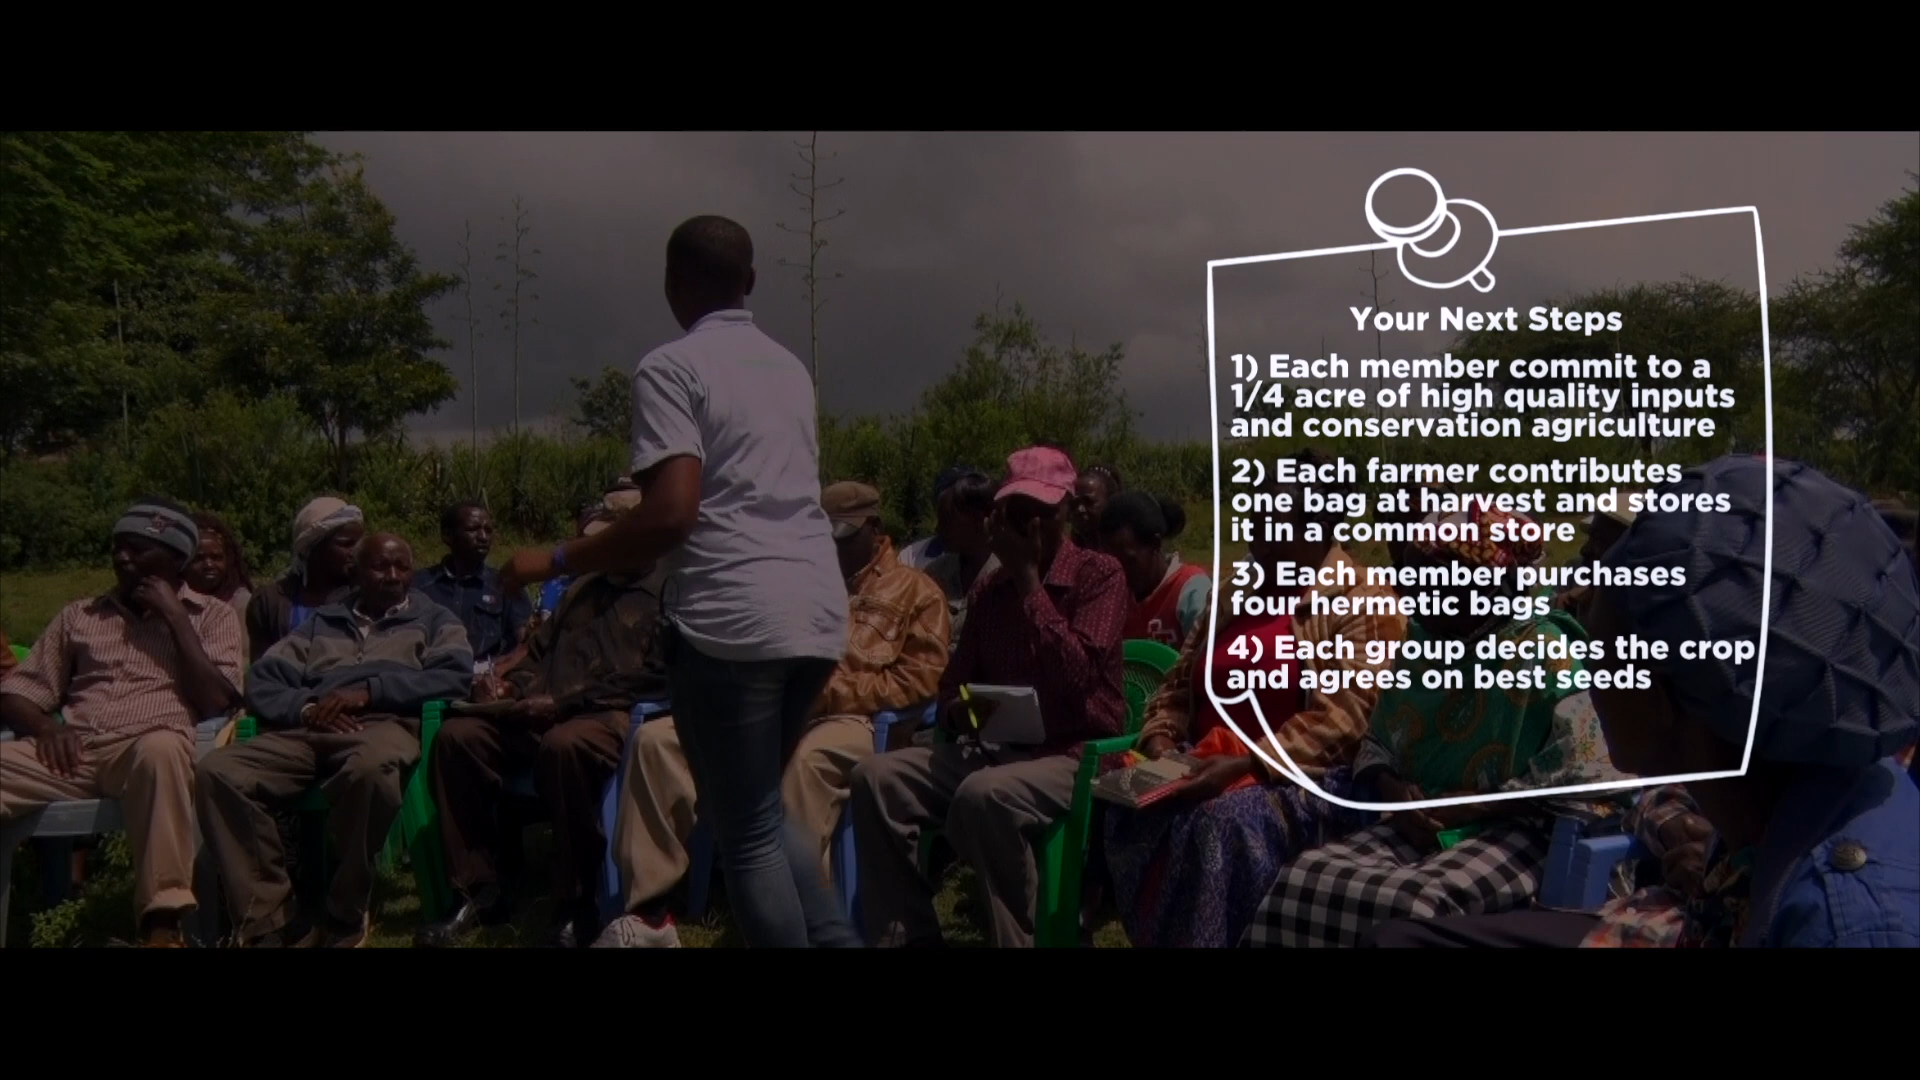 Your Next Steps
1) Each member commit to a
1/4 acre of high quality inputs
and conservation agriculture
2) Each farmer contributes
one bag at harvest and stores
it in a common store
3) Each member purchases
four hermetic bags
4) Each group decides the crop
and agrees on best seeds